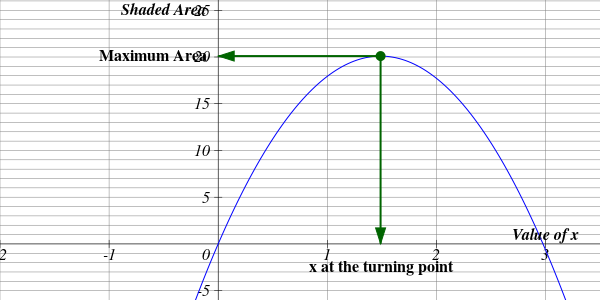 Shaded Area
25
Maximum Area
20
15
10
5
Value of x
-2 -1 0 1 2 3
x at the turning point
-5